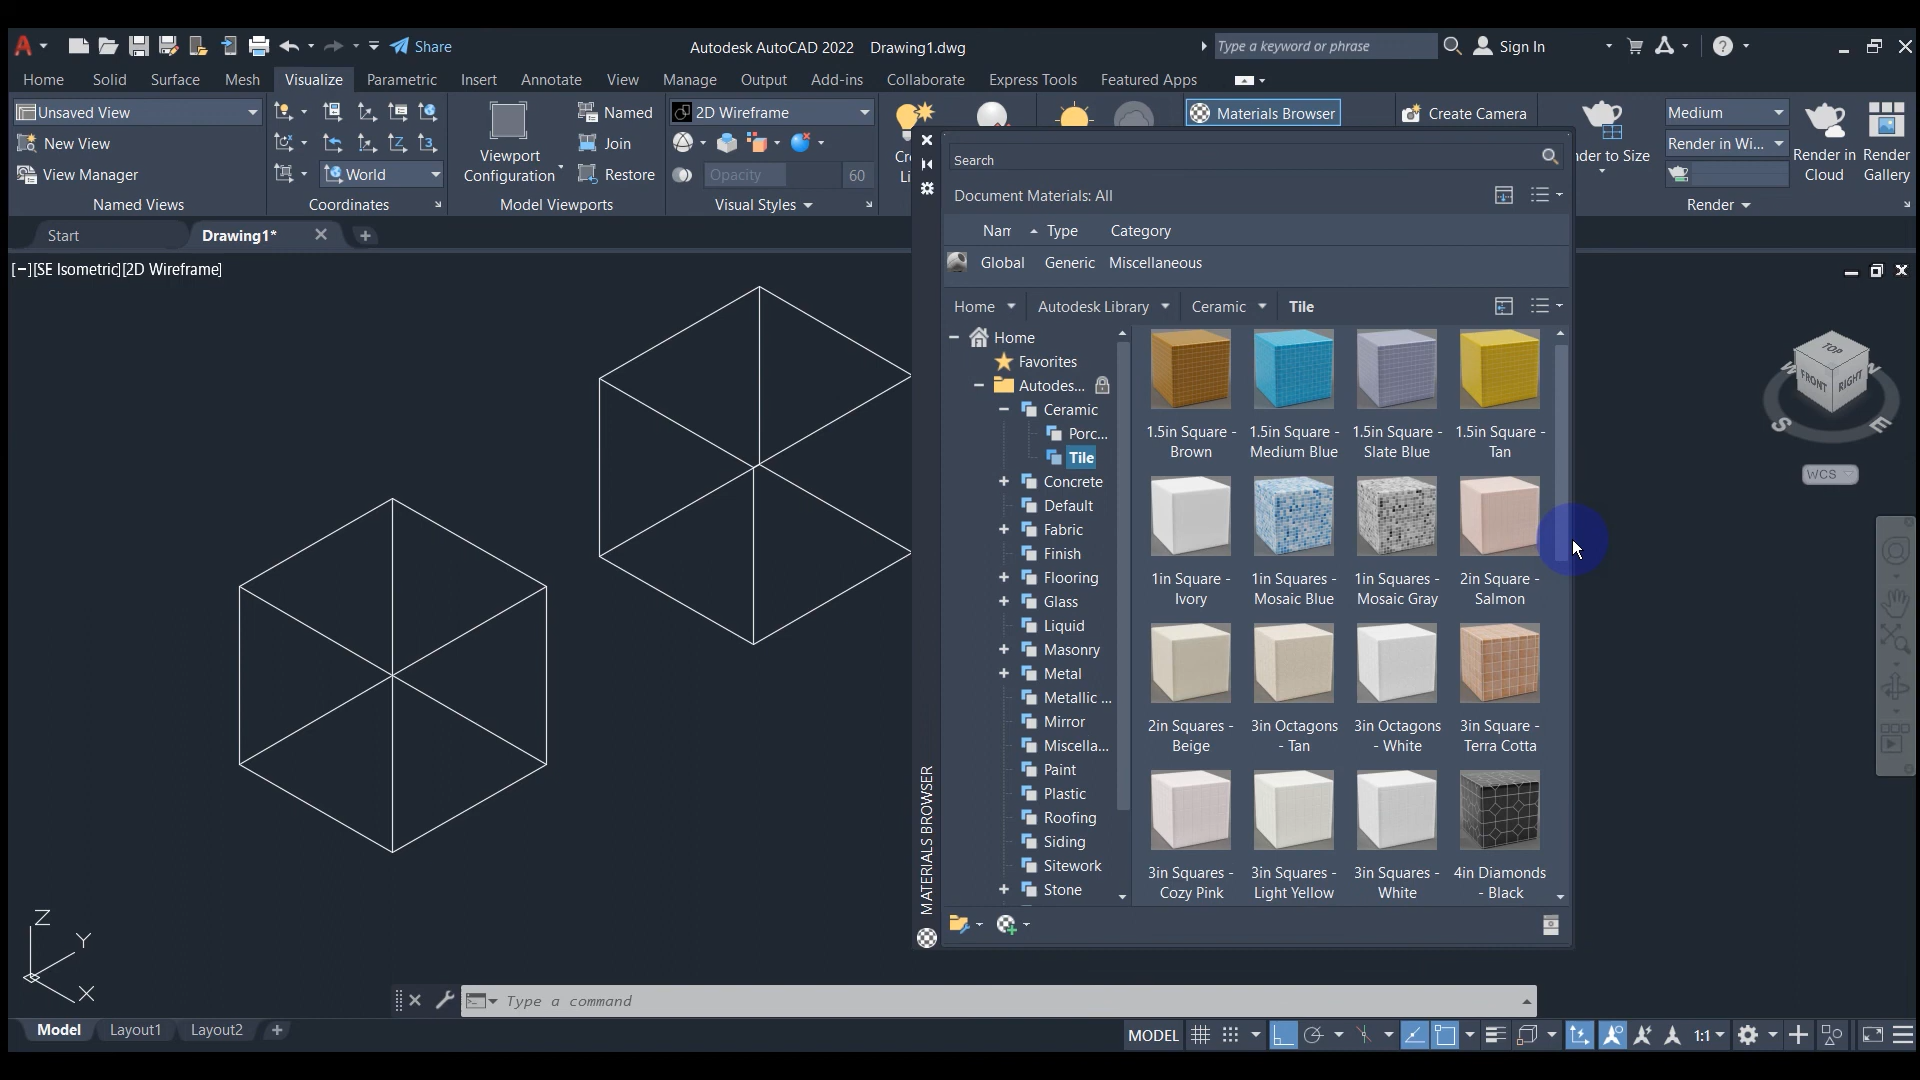 Share
Autodesk AutoCAD 2022 Drawing1.dwg
Type a keyword or phrase
Sign In
Home Solid Surface Mesh Visualize Parametric Insert Annotate View Manage Output Add-ins Collaborate Express Tools Featured Apps
Unsaved View
New View
View Manager
Named Views
World
Coordinates
Viewport
Configuration
Named
Join
Restore
Model Viewports
2D Wireframe
Opacity 60
Visual Styles
Materials Browser
Create Camera
Medium
Render in Wi...
Render in
Cloud
Render
Gallery
Render
Start
Drawing1*
[−][SE Isometric][2D Wireframe]
Search
Document Materials: All
Type Category
Global Generic Miscellaneous
Home Autodesk Library Ceramic Tile
Home
Favorites
Autodes...
Ceramic
Porc...
Tile
Concrete
Default
Fabric
Finish
Flooring
Glass
Liquid
Masonry
Metal
Metallic ...
Mirror
Miscella...
Paint
Plastic
Roofing
Siding
Sitework
Stone
1.5in Square -
Brown
1.5in Square -
Medium Blue
1.5in Square -
Slate Blue
1.5in Square -
Tan
1in Square -
Ivory
1in Squares -
Mosaic Blue
1in Squares -
Mosaic Gray
2in Square -
Salmon
2in Squares -
Beige
3in Octagons
- Tan
3in Octagons
- White
3in Square -
Terra Cotta
3in Squares -
Cozy Pink
3in Squares -
Light Yellow
3in Squares -
White
4in Diamonds
- Black
MATERIALS BROWSER
TOP
FRONT
RIGHT
S
E
WCS
Z
Y
X
Type a command
Model Layout1 Layout2
MODEL
1:1